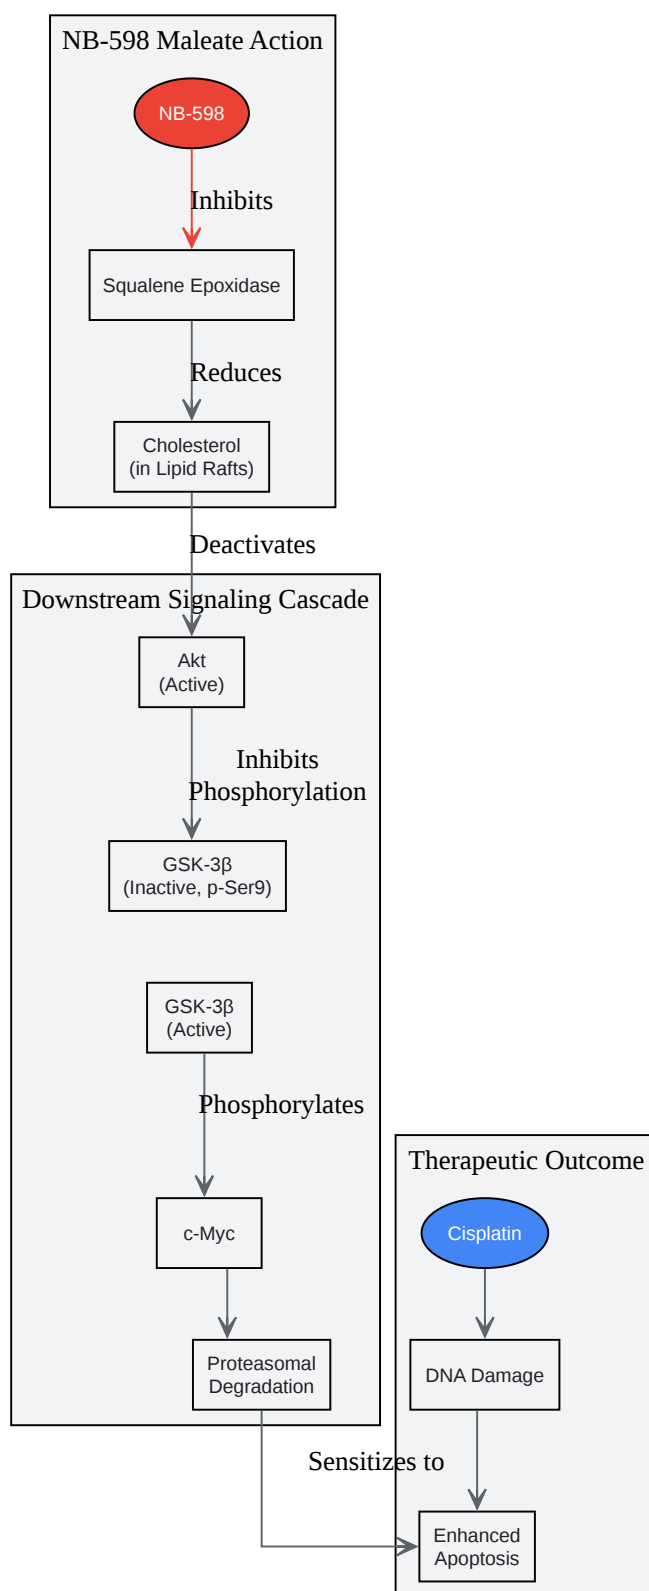 NB-598 Maleate Action
NB-598
Inhibits
Squalene Epoxidase
Reduces
Cholesterol
(in Lipid Rafts)
Deactivates
Downstream Signaling Cascade
Akt
(Active)
Inhibits
Phosphorylation
GSK-3β
(Inactive, p-Ser9)
GSK-3β
(Active)
Phosphorylates
c-Myc
Proteasomal
Degradation
Therapeutic Outcome
Cisplatin
DNA Damage
Sensitizes to
Enhanced
Apoptosis